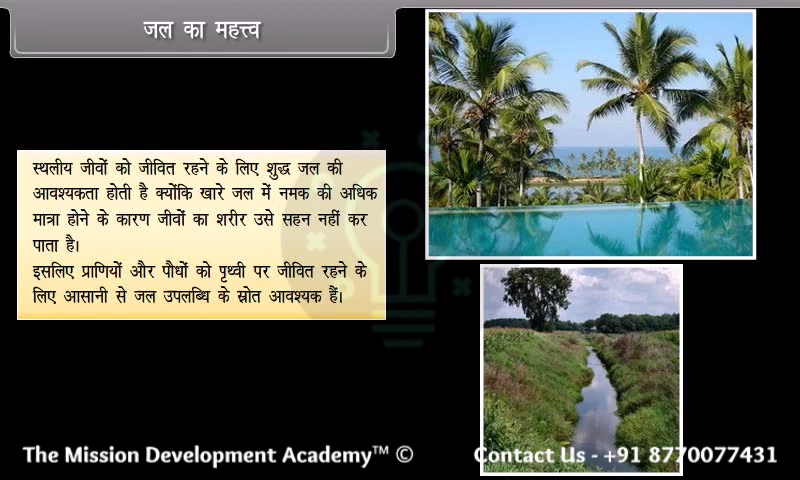 जल का महत्त्व
स्थलीय जीवों को जीवित रहने के लिए शुद्ध जल की
आवश्यकता होती है क्योंकि खारे जल में नमक की अधिक
मात्रा होने के कारण जीवों का शरीर उसे सहन नहीं कर
पाता है।
इसलिए प्राणियों और पौधों को पृथ्वी पर जीवित रहने के
लिए आसानी से जल उपलब्धि के स्रोत आवश्यक हैं।
The Mission Development Academy™ © Contact Us - +91 8770077431